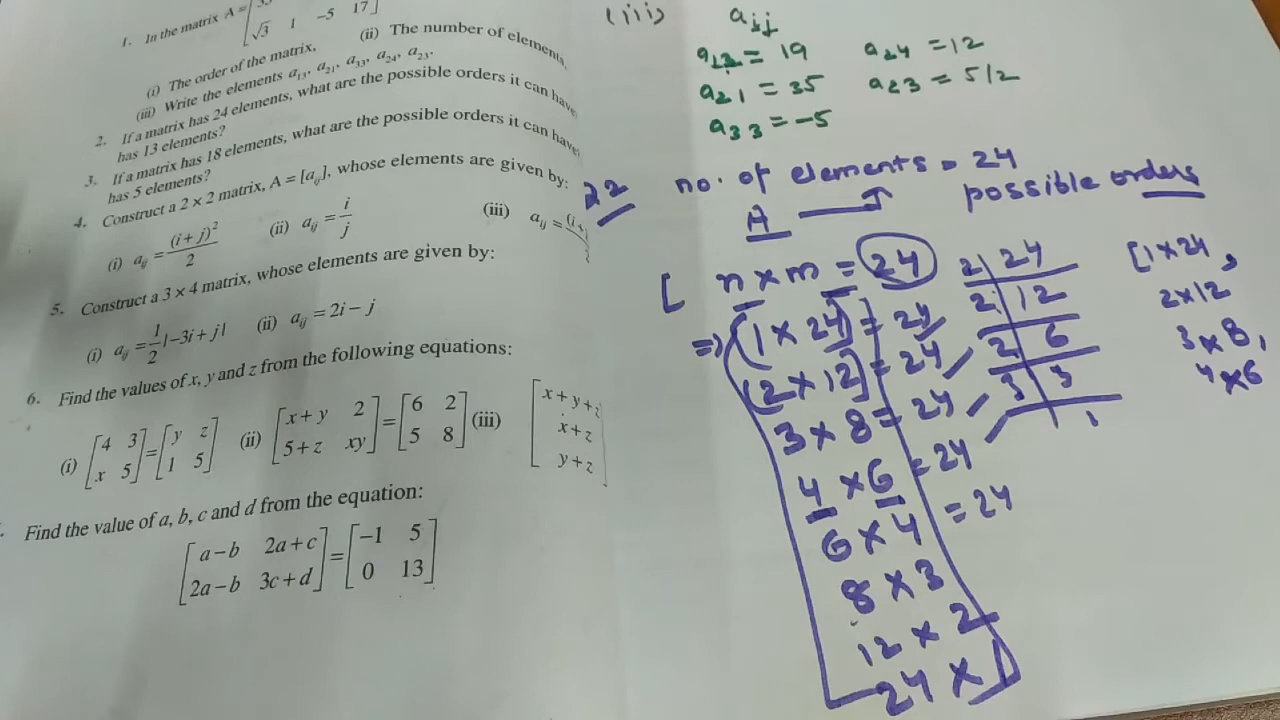 1. In the matrix A =
√3 1 −5 17
(i) The order of the matrix, (ii) The number of elements,
(iii) Write the elements a₁₃, a₂₁, a₃₃, a₂₄, a₂₃.
2. If a matrix has 24 elements, what are the possible orders it can have
has 13 elements?
3. If a matrix has 18 elements, what are the possible orders it can have
has 5 elements?
4. Construct a 2 × 2 matrix, A = [aᵢⱼ], whose elements are given by:
(i) aᵢⱼ = (i + j)²/2 (ii) aᵢⱼ = i/j (iii) aᵢⱼ = (i+
5. Construct a 3 × 4 matrix, whose elements are given by:
(i) aᵢⱼ = 1/2 |−3i + j| (ii) aᵢⱼ = 2i − j
6. Find the values of x, y and z from the following equations:
(i) [4 3; x 5] = [y z; 1 5] (ii) [x + y 2; 5 + z xy] = [6 2; 5 8] (iii) [x + y + z; x + z; y + z]
Find the value of a, b, c and d from the equation:
[a − b 2a + c; 2a − b 3c + d] = [−1 5; 0 13]
(iii) aᵢⱼ
= 19 a₂₄ = 12
a₂₁ = 35 a₂₃ = 5/2
a₃₃ = −5
22 no. of elements = 24
A possible orders
[ n × m = 24
⇒ (1 × 24) = 24
(2 × 12) = 24
3 × 8 = 24
4 × 6 = 24
6 × 4 = 24
8 × 3
12 × 2
24 × 1
2 | 24
2 | 12
2 | 6
3 | 3
1
[1×24,
2×12
3×8,
4×6